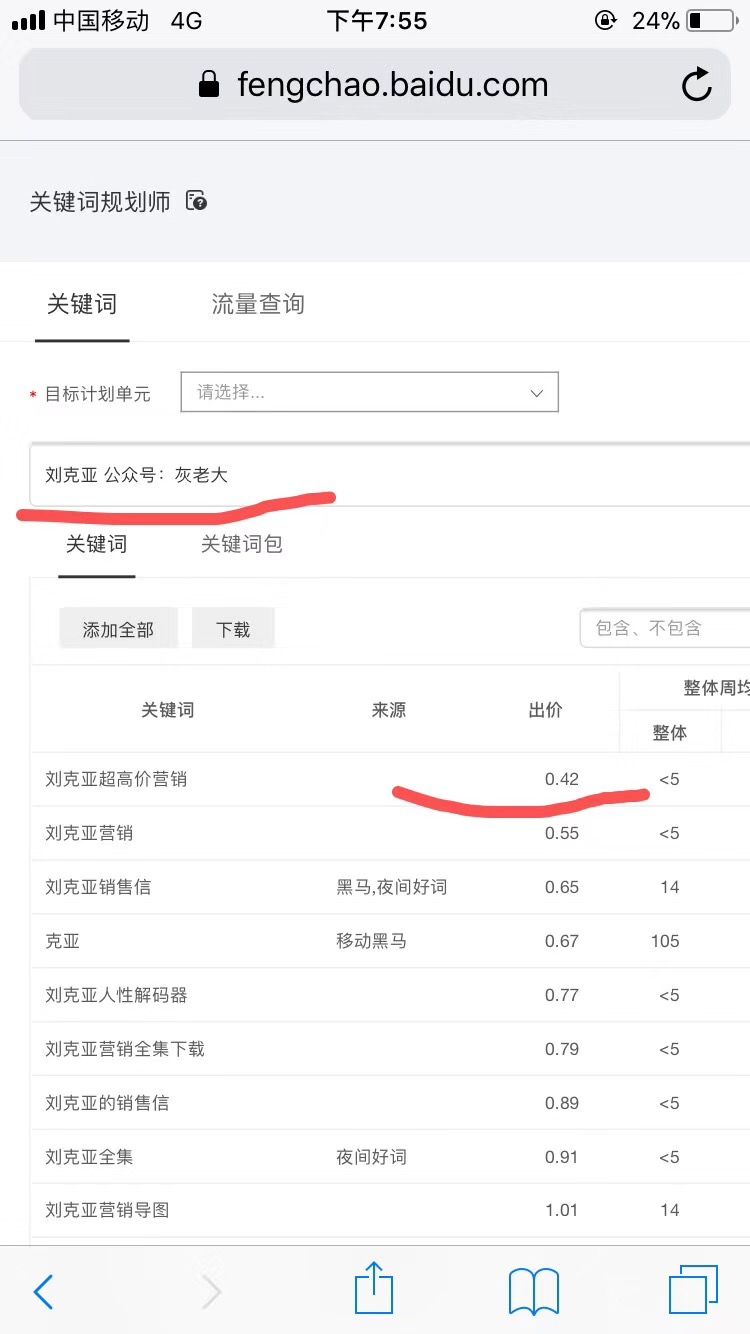 中国移动 4G 下午7:55 24%
fengchao.baidu.com
关键词规划师
关键词 流量查询
* 目标计划单元 请选择...
刘克亚 公众号：灰老大
关键词 关键词包
添加全部 下载 包含、不包含
关键词 来源 出价 整体周均
整体
刘克亚超高价营销 0.42 <5
刘克亚营销 0.55 <5
刘克亚销售信 黑马,夜间好词 0.65 14
克亚 移动黑马 0.67 105
刘克亚人性解码器 0.77 <5
刘克亚营销全集下载 0.79 <5
刘克亚的销售信 0.89 <5
刘克亚全集 夜间好词 0.91 <5
刘克亚营销导图 1.01 14